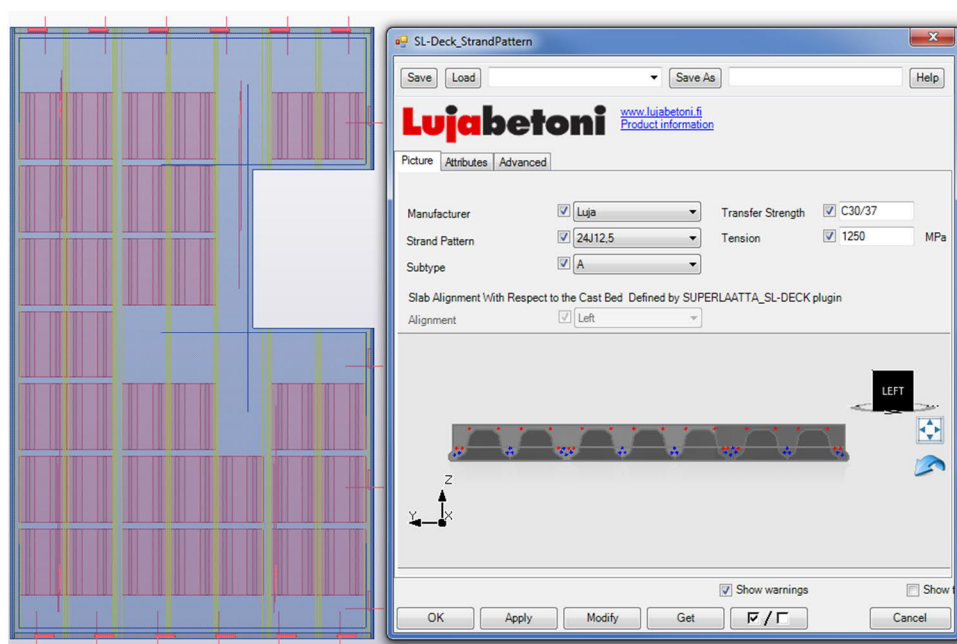 SL-Deck_StrandPattern
Save Load Save As Help
Lujabetoni
www.lujabetoni.fi
Product information
Picture Attributes Advanced
Manufacturer Luja Transfer Strength C30/37
Strand Pattern 24J12,5 Tension 1250 MPa
Subtype A
Slab Alignment With Respect to the Cast Bed Defined by SUPERLAATTA_SL-DECK plugin
Alignment Left
LEFT
Z
Y X
Show warnings Show
OK Apply Modify Get / Cancel